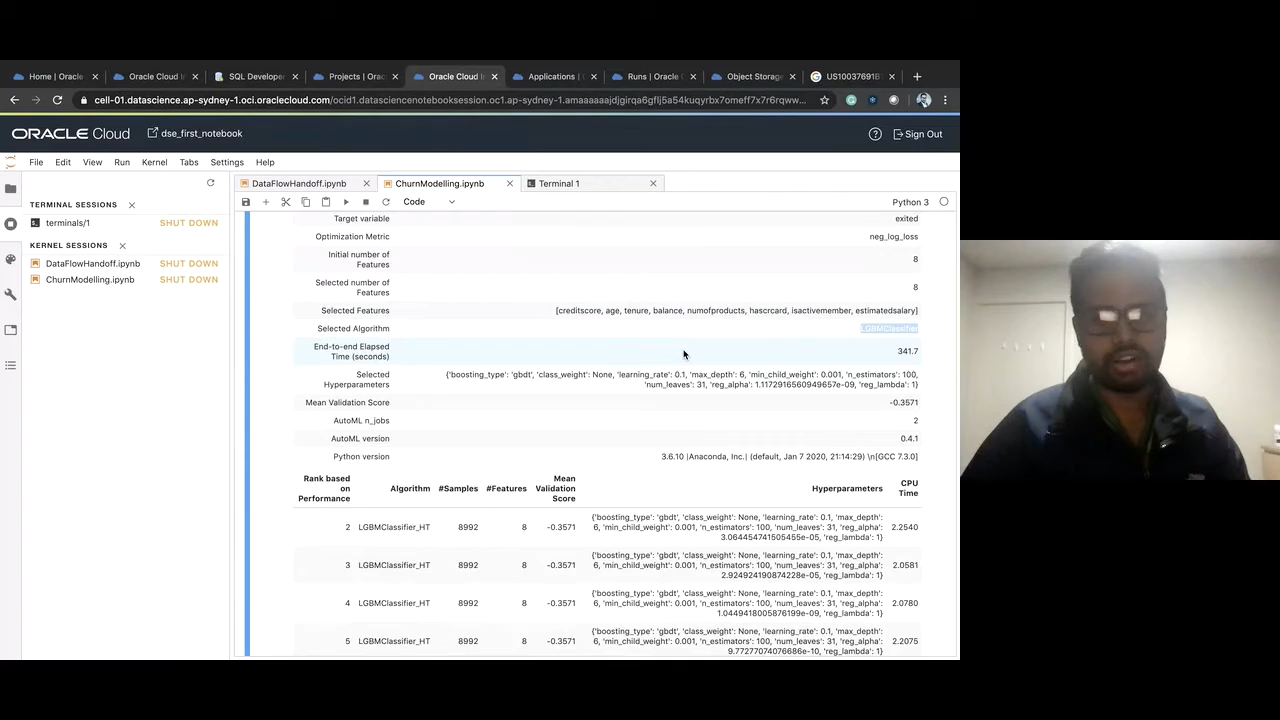 Home | Oracle
Oracle Cloud I
SQL Developer
Projects | Orac
Oracle Cloud In
Applications |
Runs | Oracle C
Object Storage
US10037691B
cell-01.datascience.ap-sydney-1.oci.oraclecloud.com/ocid1.datasciencenotebooksession.oc1.ap-sydney-1.amaaaaaajdjgirqa6gflj5a54kuqyrbx7omeff7x7r6rqww...
ORACLE Cloud
dse_first_notebook
Sign Out
File Edit View Run Kernel Tabs Settings Help
DataFlowHandoff.ipynb
ChurnModelling.ipynb
Terminal 1
TERMINAL SESSIONS
terminals/1 SHUT DOWN
KERNEL SESSIONS
DataFlowHandoff.ipynb SHUT DOWN
ChurnModelling.ipynb SHUT DOWN
Code
Python 3
Target variable exited
Optimization Metric neg_log_loss
Initial number of
Features 8
Selected number of
Features 8
Selected Features [creditscore, age, tenure, balance, numofproducts, hascrcard, isactivemember, estimatedsalary]
Selected Algorithm LGBMClassifier
End-to-end Elapsed
Time (seconds) 341.7
Selected
Hyperparameters
{'boosting_type': 'gbdt', 'class_weight': None, 'learning_rate': 0.1, 'max_depth': 6, 'min_child_weight': 0.001, 'n_estimators': 100,
'num_leaves': 31, 'reg_alpha': 1.1172916560949657e-09, 'reg_lambda': 1}
Mean Validation Score -0.3571
AutoML n_jobs 2
AutoML version 0.4.1
Python version 3.6.10 |Anaconda, Inc.| (default, Jan 7 2020, 21:14:29) \n[GCC 7.3.0]
Rank based
on
Performance
Algorithm
#Samples
#Features
Mean
Validation
Score
Hyperparameters
CPU
Time
2 LGBMClassifier_HT 8992 8 -0.3571
{'boosting_type': 'gbdt', 'class_weight': None, 'learning_rate': 0.1, 'max_depth':
6, 'min_child_weight': 0.001, 'n_estimators': 100, 'num_leaves': 31, 'reg_alpha':
3.064454741505455e-05, 'reg_lambda': 1}
2.2540
3 LGBMClassifier_HT 8992 8 -0.3571
{'boosting_type': 'gbdt', 'class_weight': None, 'learning_rate': 0.1, 'max_depth':
6, 'min_child_weight': 0.001, 'n_estimators': 100, 'num_leaves': 31, 'reg_alpha':
2.924924190874228e-05, 'reg_lambda': 1}
2.0581
4 LGBMClassifier_HT 8992 8 -0.3571
{'boosting_type': 'gbdt', 'class_weight': None, 'learning_rate': 0.1, 'max_depth':
6, 'min_child_weight': 0.001, 'n_estimators': 100, 'num_leaves': 31, 'reg_alpha':
1.0449418005876199e-09, 'reg_lambda': 1}
2.0780
5 LGBMClassifier_HT 8992 8 -0.3571
{'boosting_type': 'gbdt', 'class_weight': None, 'learning_rate': 0.1, 'max_depth':
6, 'min_child_weight': 0.001, 'n_estimators': 100, 'num_leaves': 31, 'reg_alpha':
9.77277074076686e-10, 'reg_lambda': 1}
2.2075